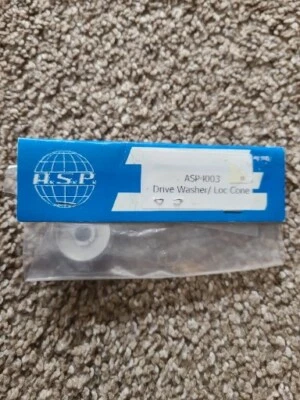 A.S.P.
ASP-1003
Drive Washer/ Loc Cone